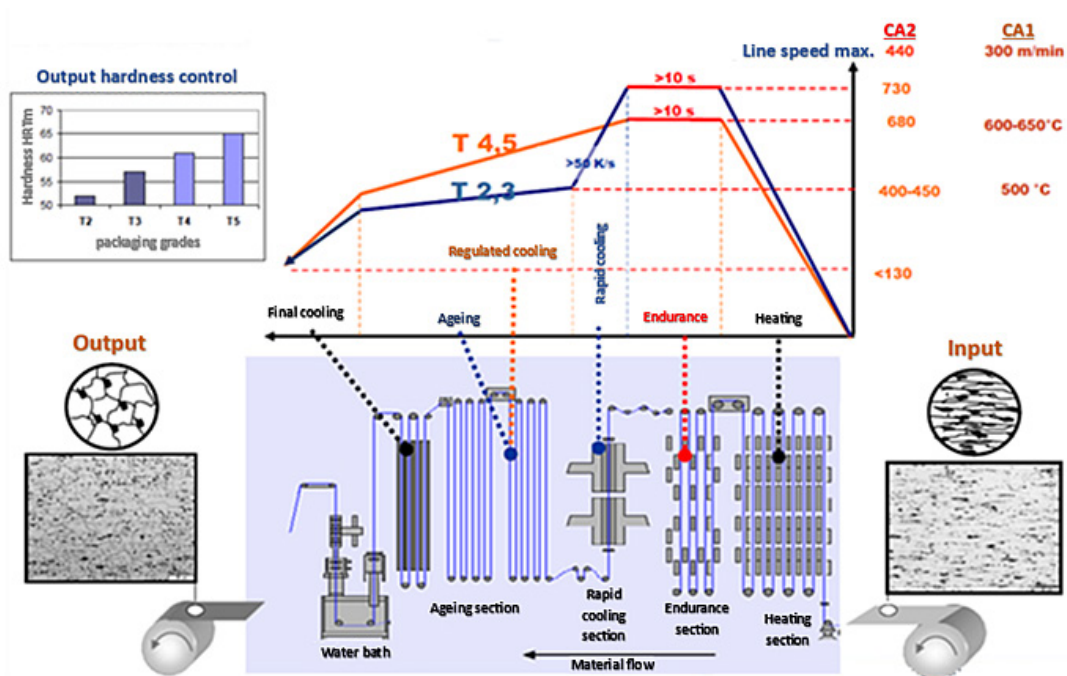 CA2
CA1
Line speed max.
440
300 m/min
Output hardness control
70
65
60
55
50
Hardness HRTm
T2
T3
T4
T5
packaging grades
>10 s
730
>10 s
680
600-650°C
T 4,5
>50 K/s
T 2,3
400-450
500 °C
Regulated cooling
Rapid cooling
<130
Final cooling
Ageing
Endurance
Heating
Output
Input
Ageing section
Rapid
cooling
section
Endurance
section
Heating
section
Water bath
Material flow